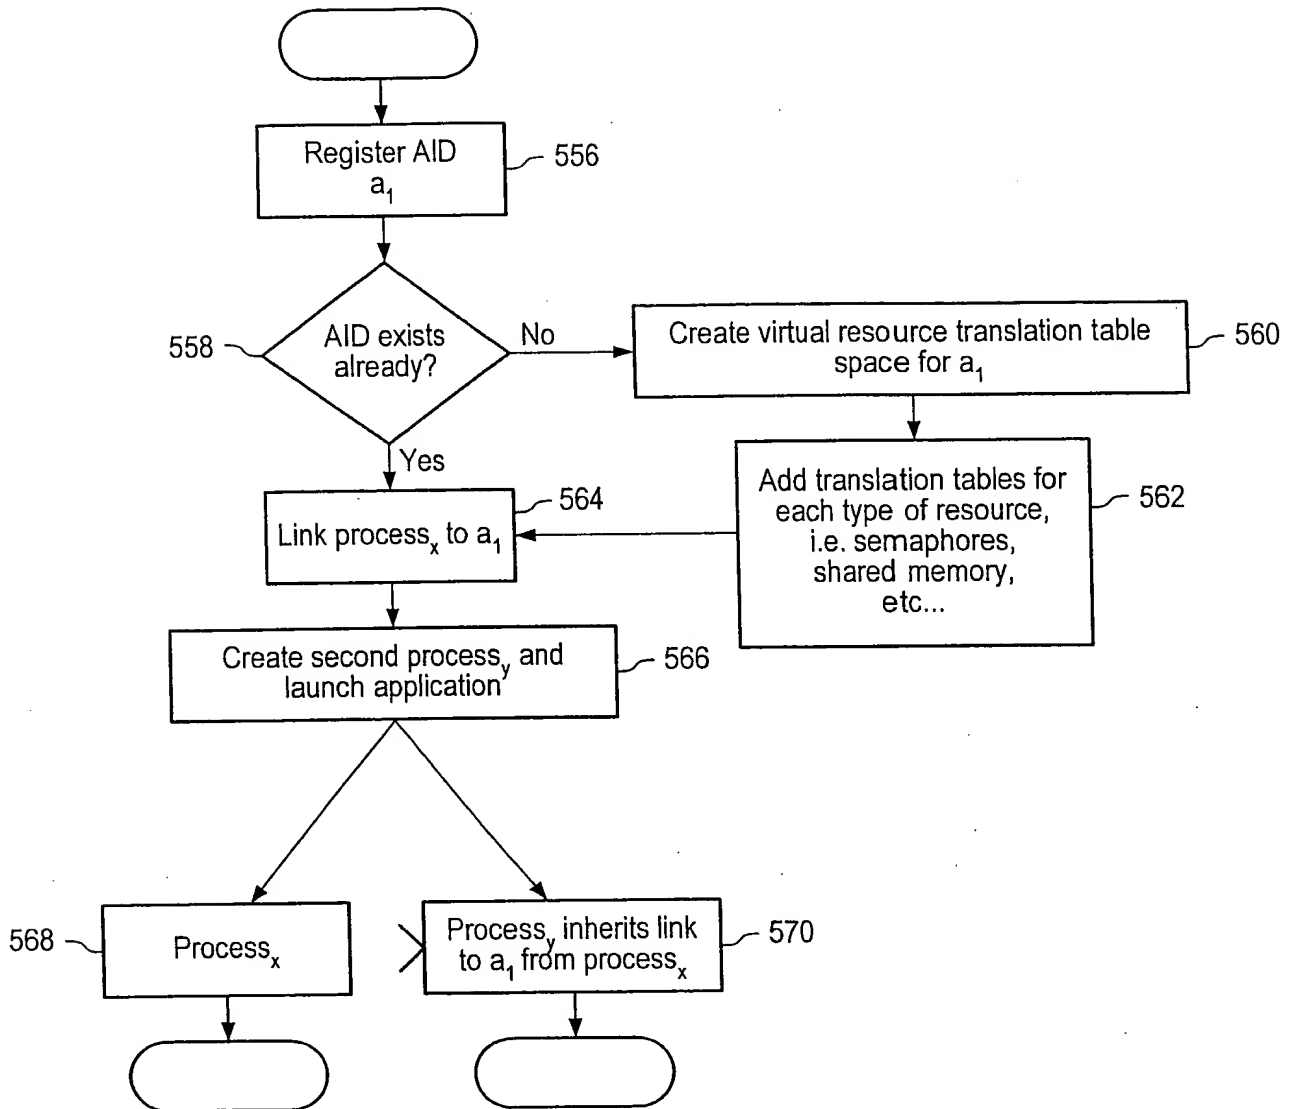 Register AID
a1
556
558
AID exists
already?
No
Create virtual resource translation table
space for a1
560
Yes
Add translation tables for
each type of resource,
i.e. semaphores,
shared memory,
etc...
562
Link processx to a1
564
Create second processy and
launch application
566
568
Processx
Processy inherits link
to a1 from processx
570